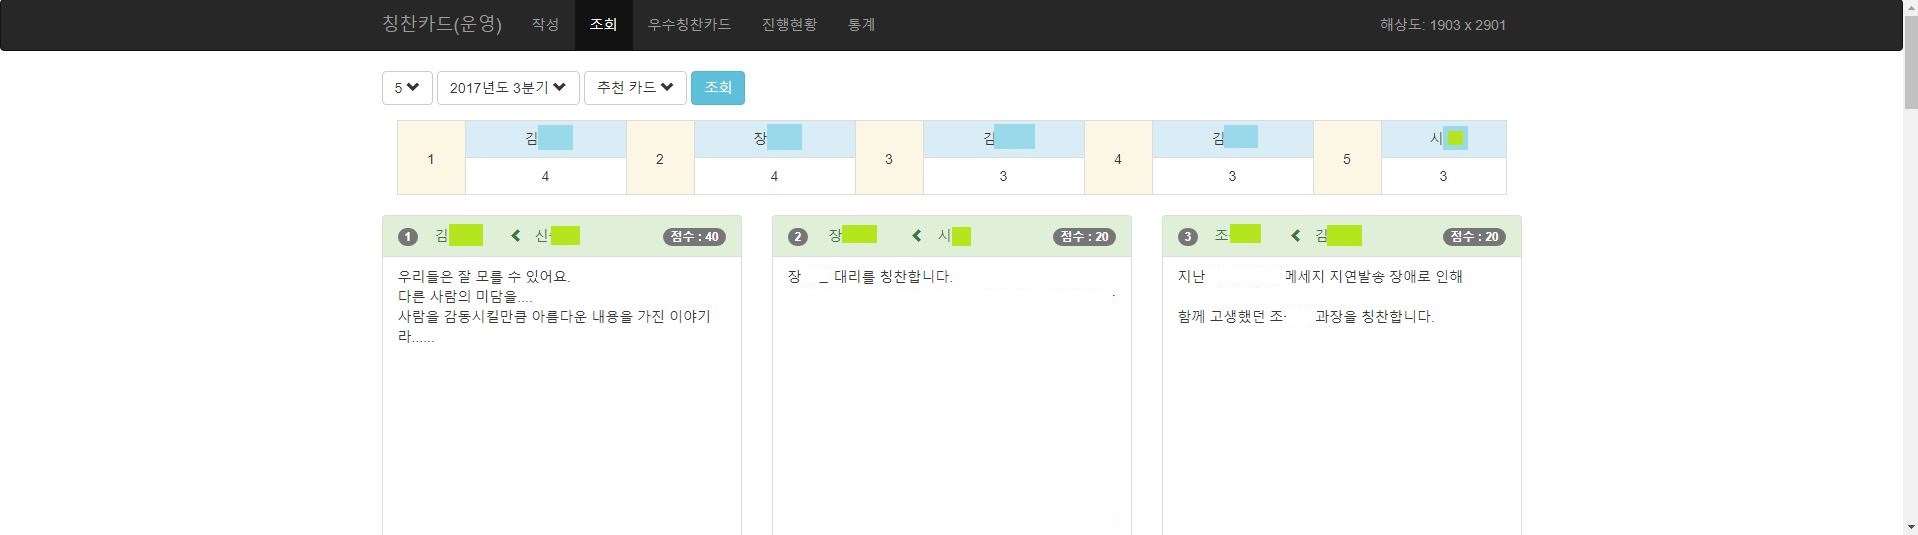 칭찬카드(운영) 작성 조회 우수칭찬카드 진행현황 통계 해상도: 1903 x 2901
5 2017년도 3분기 추천 카드 조회
1 김 2 장 3 김 4 김 5 시
4 4 3 3 3
1 김 신 점수 : 40
우리들은 잘 모를 수 있어요.
다른 사람의 미담을....
사람을 감동시킬만큼 아름다운 내용을 가진 이야기
라......
2 장 시 점수 : 20
장 _ 대리를 칭찬합니다.
3 조 김 점수 : 20
지난 메세지 지연발송 장애로 인해
함께 고생했던 조 과장을 칭찬합니다.